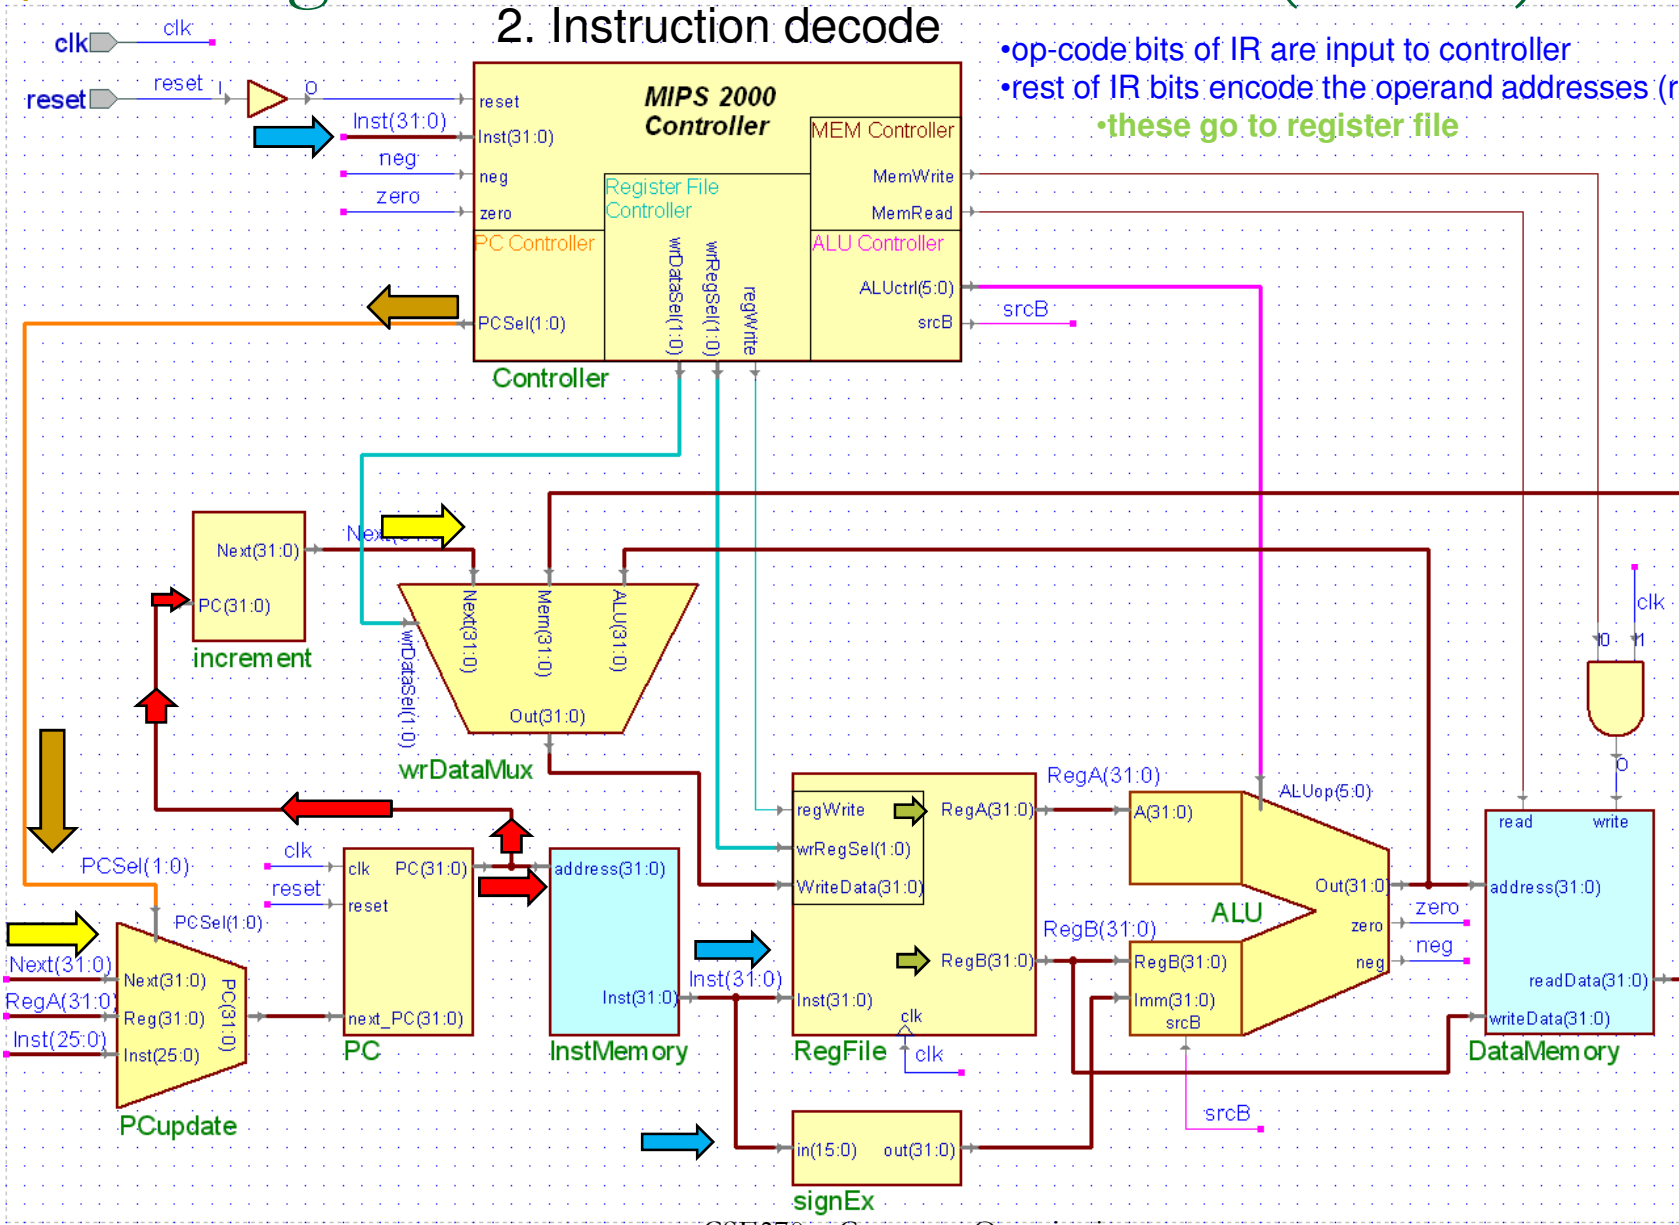 2. Instruction decode
•op-code bits of IR are input to controller
•rest of IR bits encode the operand addresses (r
•these go to register file
clk
clk
reset
reset
I
O
Inst(31:0)
neg
zero
reset
Inst(31:0)
neg
zero
MIPS 2000
Controller
MEM Controller
MemWrite
MemRead
Register File
Controller
PC Controller
PCSel(1:0)
wrDataSel(1:0)
wrRegSel(1:0)
regWrite
ALU Controller
ALUctrl(5:0)
srcB
srcB
Controller
Next(31:0)
PC(31:0)
increment
Next(31:0)
Mem(31:0)
ALU(31:0)
wrDataSel(1:0)
Out(31:0)
wrDataMux
clk
I0
I1
O
PCSel(1:0)
PCSel(1:0)
Next(31:0)
RegA(31:0)
Inst(25:0)
Next(31:0)
Reg(31:0)
Inst(25:0)
PC(31:0)
PCupdate
clk
reset
clk
reset
PC(31:0)
next_PC(31:0)
PC
address(31:0)
Inst(31:0)
InstMemory
Inst(31:0)
regWrite
wrRegSel(1:0)
WriteData(31:0)
RegA(31:0)
RegB(31:0)
Inst(31:0)
clk
RegFile
clk
in(15:0)
out(31:0)
signEx
RegA(31:0)
RegB(31:0)
A(31:0)
ALUop(5:0)
ALU
RegB(31:0)
Imm(31:0)
srcB
Out(31:0)
zero
neg
zero
neg
srcB
read
write
address(31:0)
readData(31:0)
writeData(31:0)
DataMemory